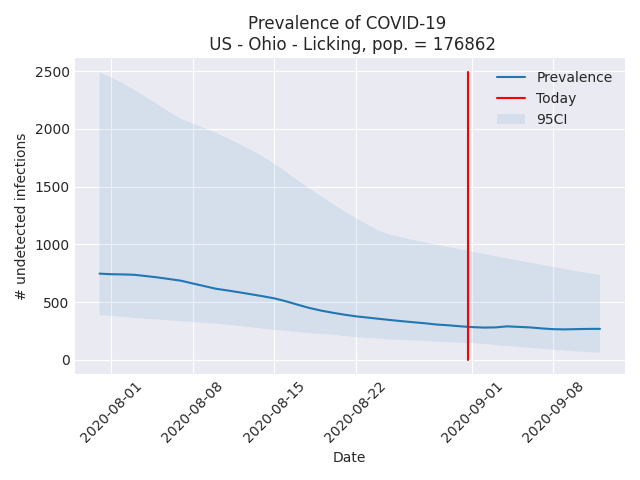 Prevalence of COVID-19
US - Ohio - Licking, pop. = 176862
# undetected infections
2500
2000
1500
1000
500
0
Prevalence
Today
95CI
2020-08-01
2020-08-08
2020-08-15
2020-08-22
2020-09-01
2020-09-08
Date